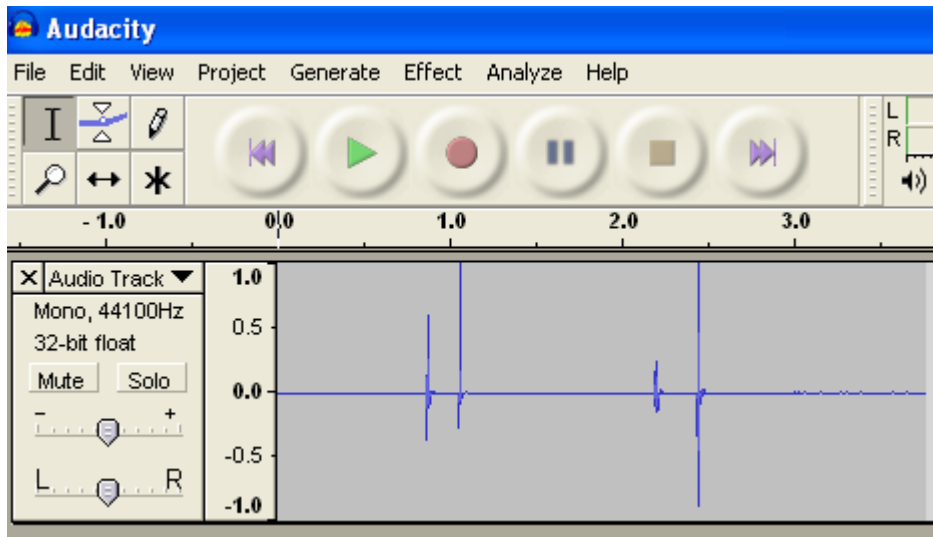 Audacity
File Edit View Project Generate Effect Analyze Help
L
R
- 1.0 0,0 1.0 2.0 3.0
X Audio Track
1.0
Mono, 44100Hz
0.5
32-bit float
Mute Solo
0.0
- +
-0.5
L R
-1.0